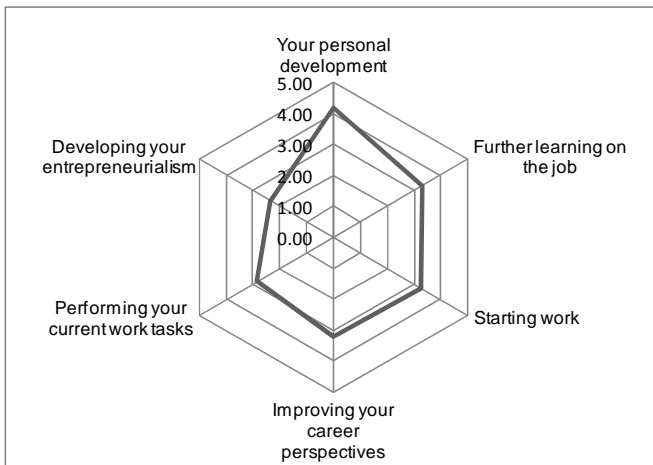 Your personal
development
5.00
4.00
3.00
2.00
1.00
0.00
Further learning on
the job
Starting work
Improving your
career
perspectives
Performing your
current work tasks
Developing your
entrepreneurialism